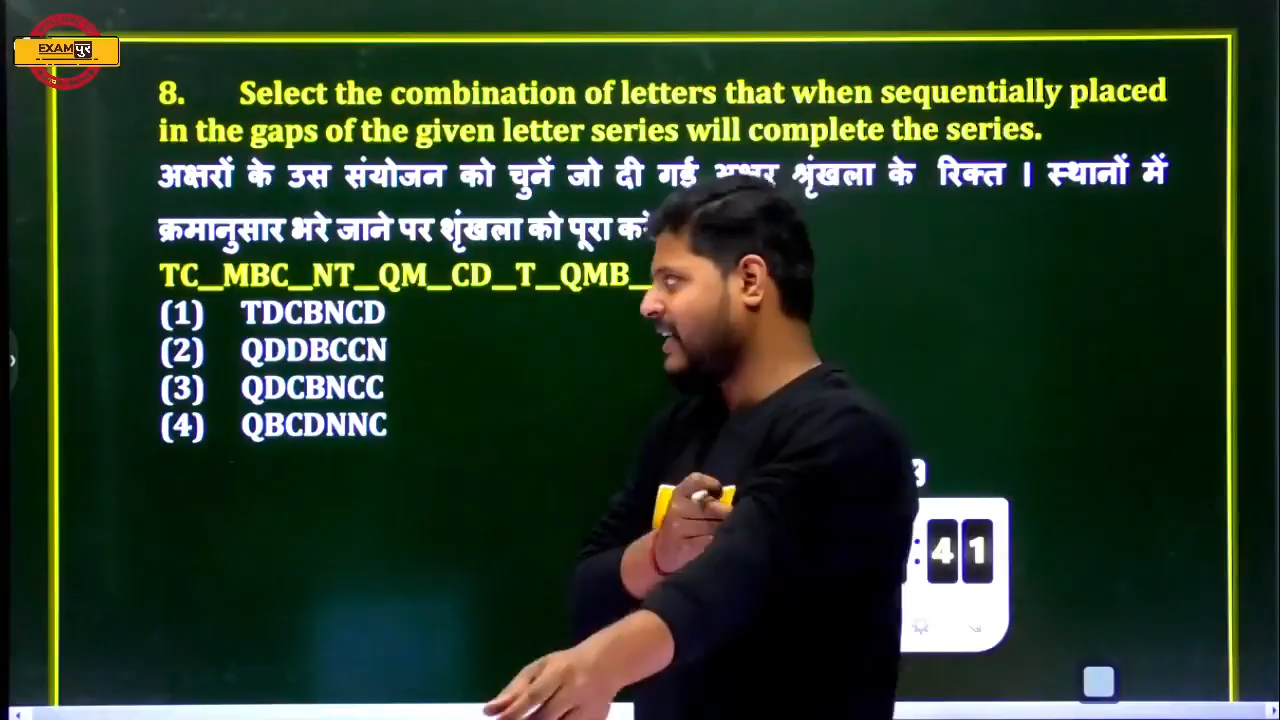 EXAM पुर
8. Select the combination of letters that when sequentially placed
in the gaps of the given letter series will complete the series.
अक्षरों के उस संयोजन को चुनें जो दी गई अक्षर श्रृंखला के रिक्त । स्थानों में
क्रमानुसार भरे जाने पर शृंखला को पूरा
TC_MBC_NT_QM_CD_T_QMB_
(1) TDCBNCD
(2) QDDBCCN
(3) QDCBNCC
(4) QBCDNNC
:41